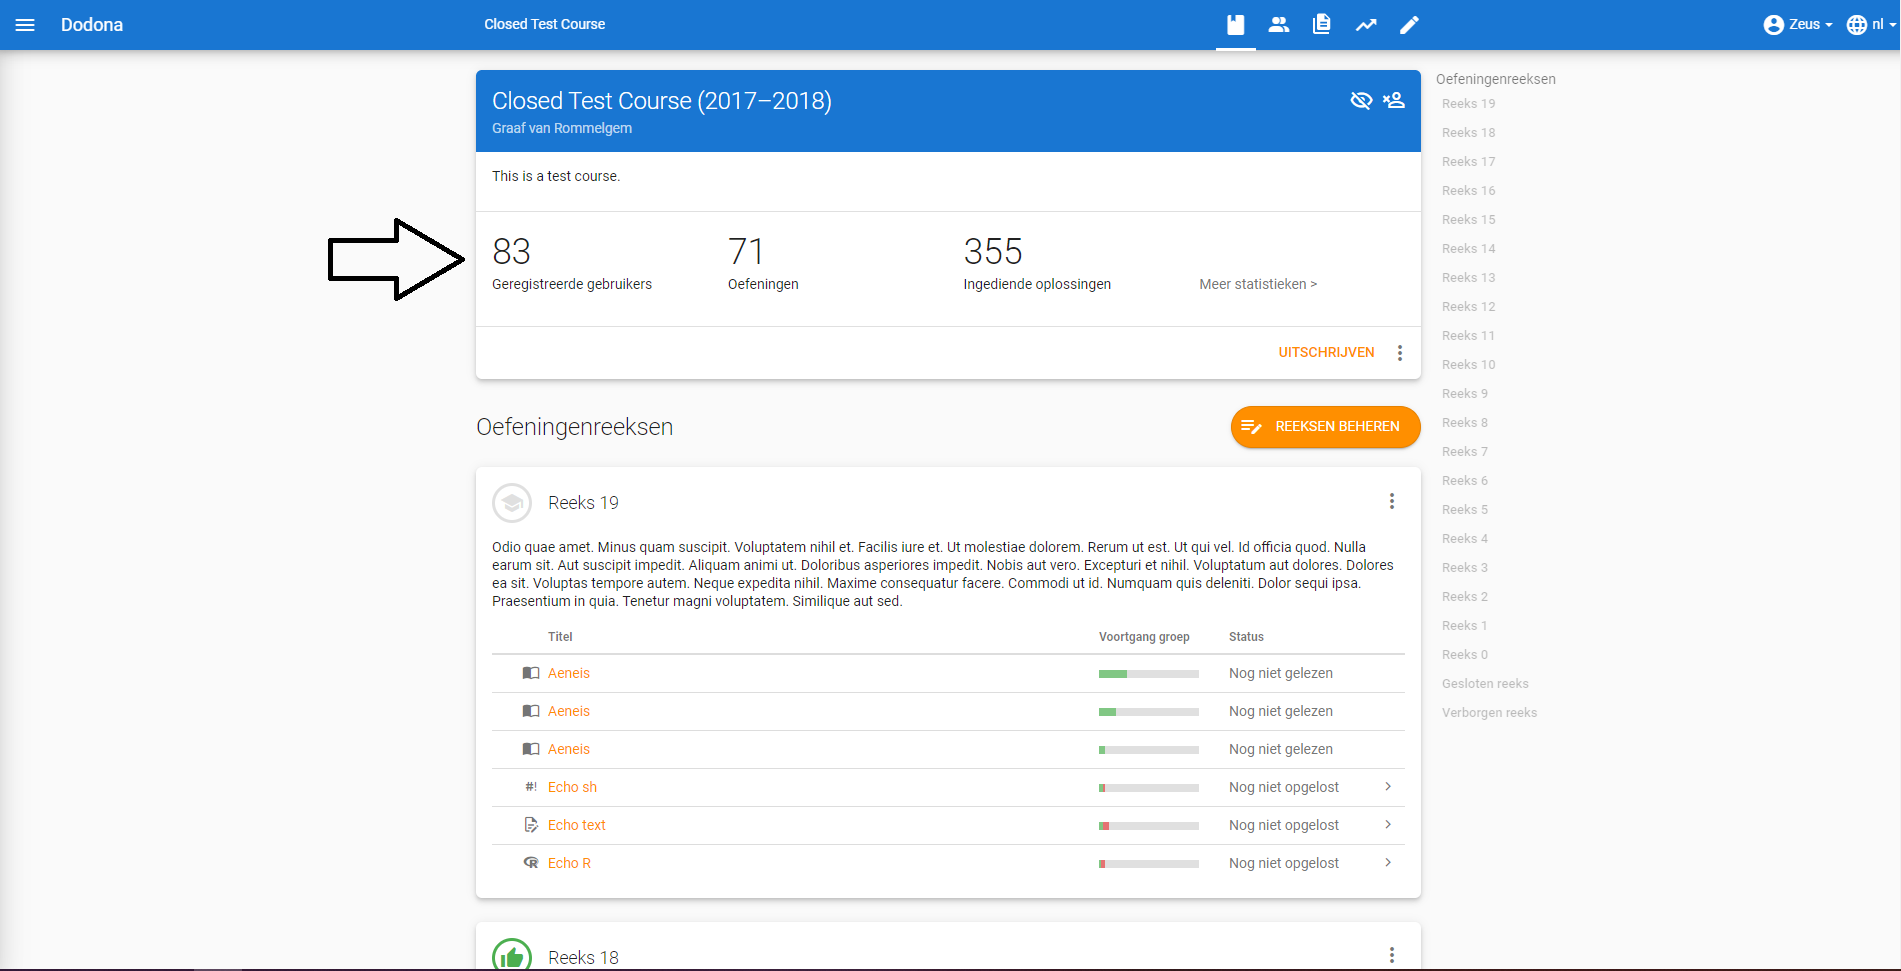 Dodona
Closed Test Course
Zeus
nl
Closed Test Course (2017–2018)
Graaf van Rommelgem
This is a test course.
83
Geregistreerde gebruikers
71
Oefeningen
355
Ingediende oplossingen
Meer statistieken >
UITSCHRIJVEN
Oefeningenreeksen
REEKSEN BEHEREN
Reeks 19
Odio quae amet. Minus quam suscipit. Voluptatem nihil et. Facilis iure et. Ut molestiae dolorem. Rerum ut est. Ut qui vel. Id officia quod. Nulla
earum sit. Aut suscipit impedit. Aliquam animi ut. Doloribus asperiores impedit. Nobis aut vero. Excepturi et nihil. Voluptatum aut dolores. Dolores
ea sit. Voluptas tempore autem. Neque expedita nihil. Maxime consequatur facere. Commodi ut id. Numquam quis deleniti. Dolor sequi ipsa.
Praesentium in quia. Tenetur magni voluptatem. Similique aut sed.
Titel Voortgang groep Status
Aeneis Nog niet gelezen
Aeneis Nog niet gelezen
Aeneis Nog niet gelezen
#! Echo sh Nog niet opgelost
Echo text Nog niet opgelost
Echo R Nog niet opgelost
Reeks 18
Oefeningenreeksen
Reeks 19
Reeks 18
Reeks 17
Reeks 16
Reeks 15
Reeks 14
Reeks 13
Reeks 12
Reeks 11
Reeks 10
Reeks 9
Reeks 8
Reeks 7
Reeks 6
Reeks 5
Reeks 4
Reeks 3
Reeks 2
Reeks 1
Reeks 0
Gesloten reeks
Verborgen reeks